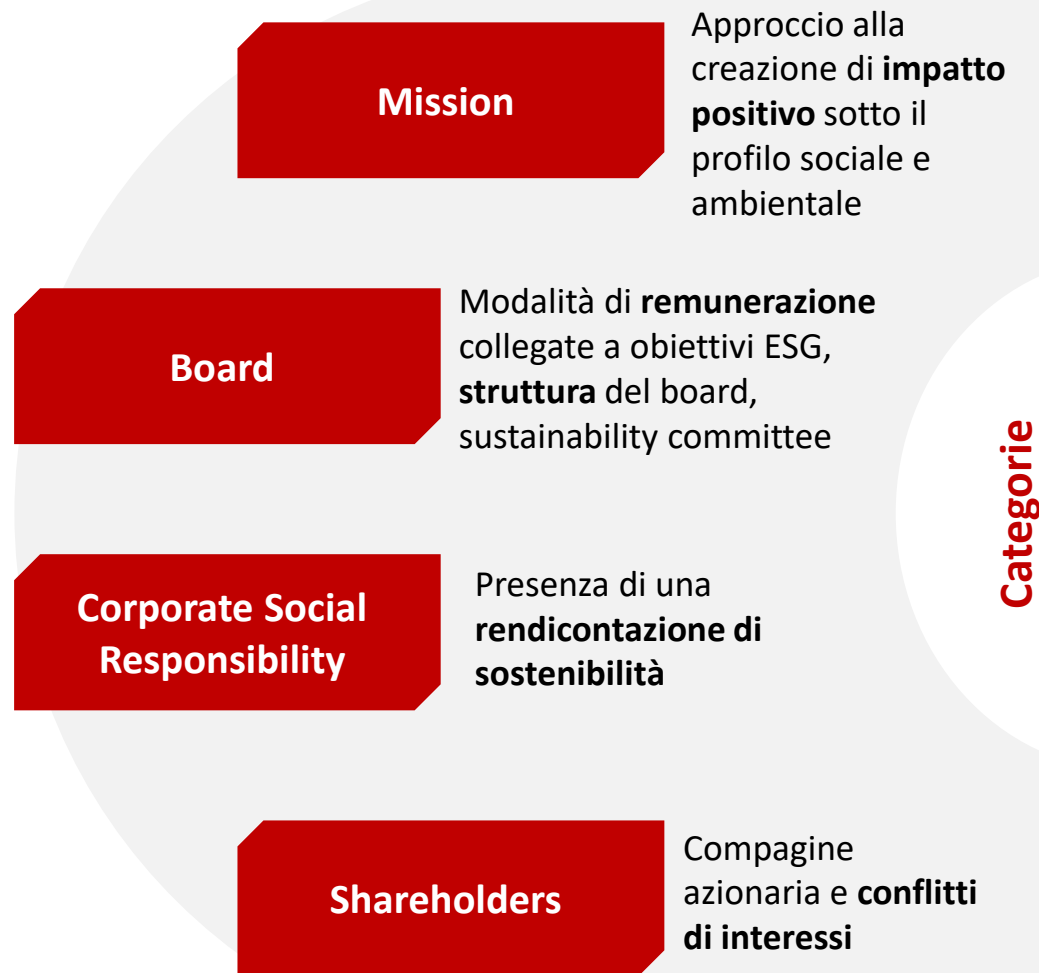 Mission
Approccio alla
creazione di impatto
positivo sotto il
profilo sociale e
ambientale
Board
Modalità di remunerazione
collegate a obiettivi ESG,
struttura del board,
sustainability committee
Corporate Social
Responsibility
Presenza di una
rendicontazione di
sostenibilità
Shareholders
Compagine
azionaria e conflitti
di interessi
Categorie